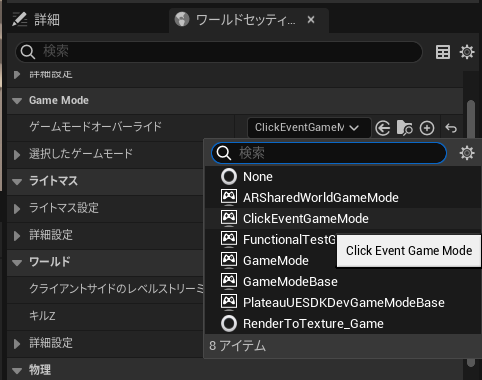 詳細
ワールドセッティ...
検索
詳細設定
Game Mode
ゲームモードオーバーライド
ClickEventGameM
選択したゲームモード
検索
None
ARSharedWorldGameMode
ライトマス
ライトマス設定
ClickEventGameMode
詳細設定
FunctionalTestG
Click Event Game Mode
ワールド
GameMode
クライアントサイドのレベルストリーミ
GameModeBase
キルZ
PlateauUESDKDevGameModeBase
RenderToTexture_Game
詳細設定
8 アイテム
物理